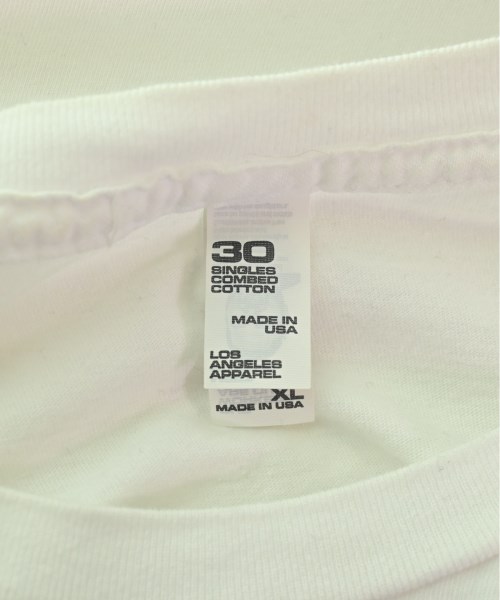 30
SINGLES
COMBED
COTTON
MADE IN
USA
LOS
ANGELES
APPAREL
XL
MADE IN USA